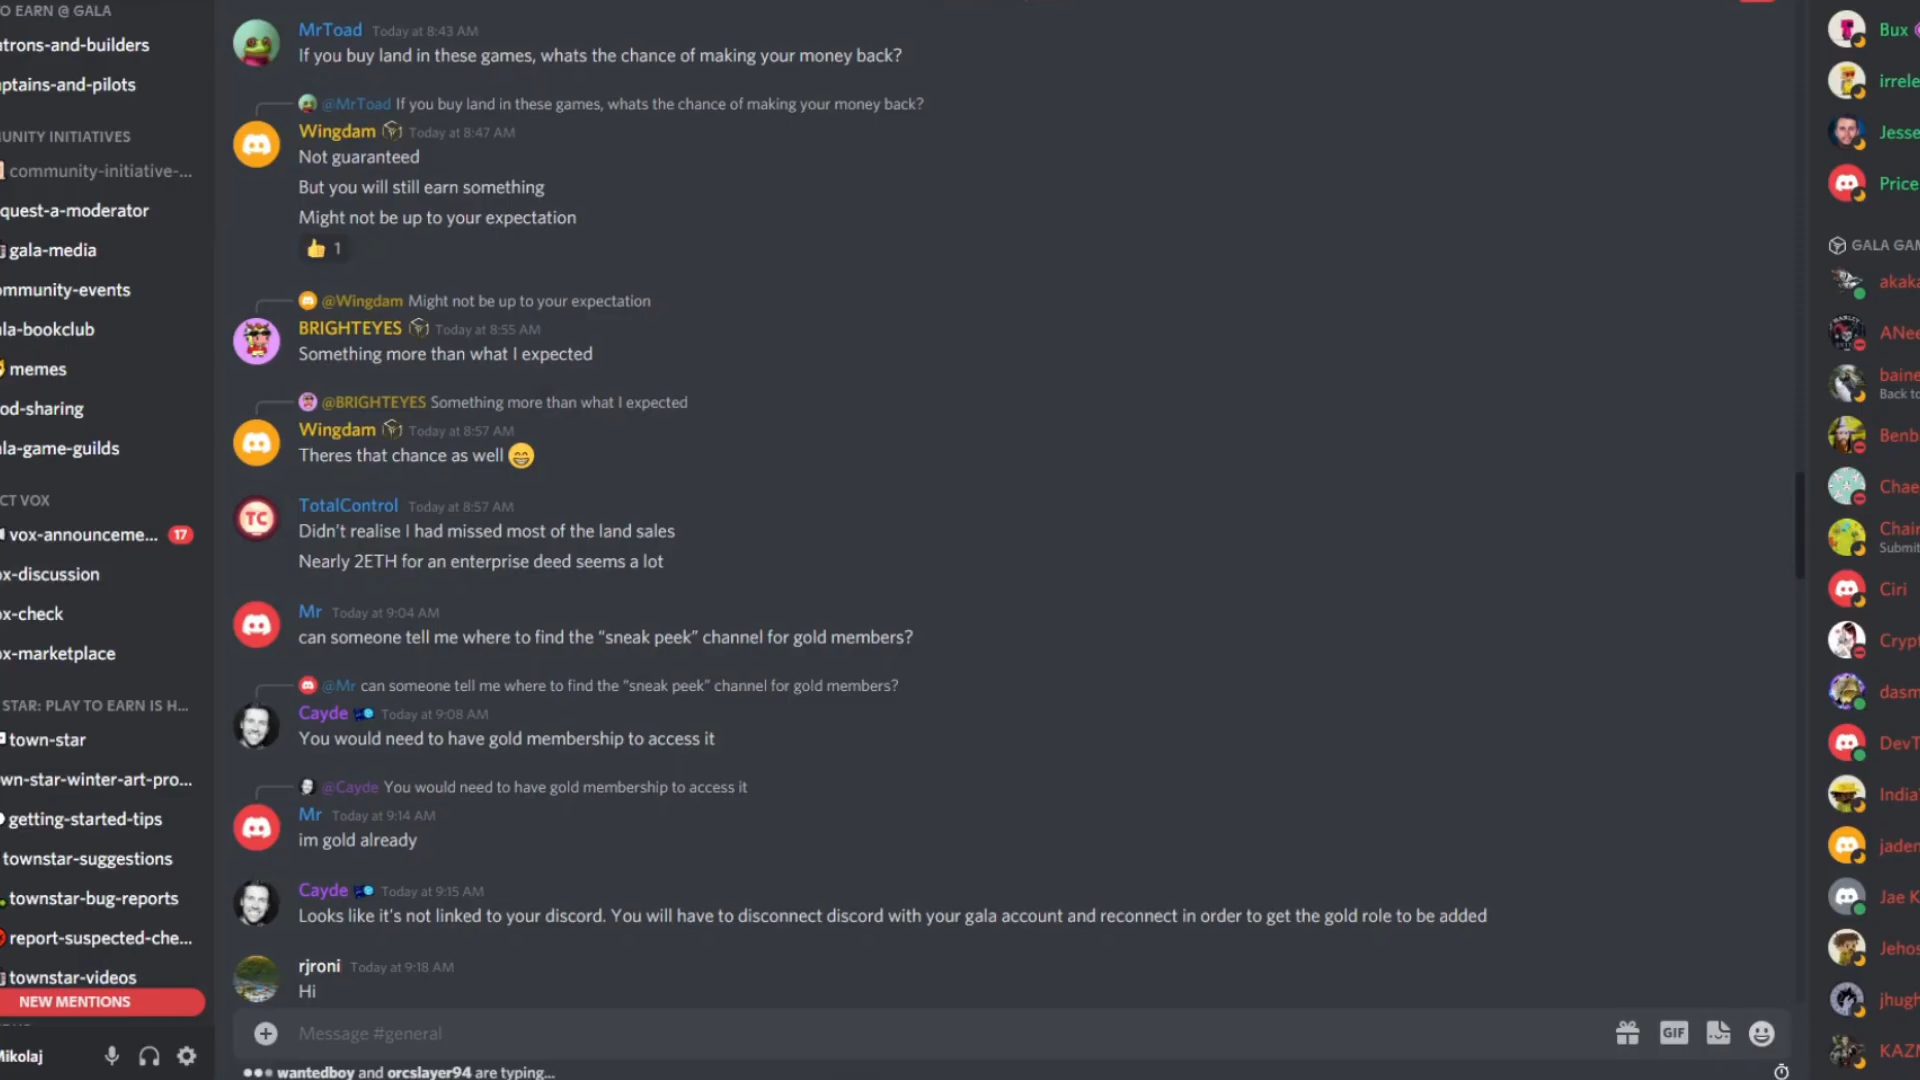 O EARN @ GALA
trons-and-builders
ptains-and-pilots
UNITY INITIATIVES
community-initiative-...
quest-a-moderator
gala-media
mmunity-events
la-bookclub
memes
od-sharing
la-game-guilds
CT VOX
vox-announceme... 17
x-discussion
x-check
x-marketplace
STAR: PLAY TO EARN IS H...
town-star
wn-star-winter-art-pro...
getting-started-tips
townstar-suggestions
townstar-bug-reports
report-suspected-che...
townstar-videos
NEW MENTIONS
Mikolaj
MrToad Today at 8:43 AM
If you buy land in these games, whats the chance of making your money back?
@MrToad If you buy land in these games, whats the chance of making your money back?
Wingdam Today at 8:47 AM
Not guaranteed
But you will still earn something
Might not be up to your expectation
1
@Wingdam Might not be up to your expectation
BRIGHTEYES Today at 8:55 AM
Something more than what I expected
@BRIGHTEYES Something more than what I expected
Wingdam Today at 8:57 AM
Theres that chance as well
TC
TotalControl Today at 8:57 AM
Didn't realise I had missed most of the land sales
Nearly 2ETH for an enterprise deed seems a lot
Mr Today at 9:04 AM
can someone tell me where to find the “sneak peek” channel for gold members?
@Mr can someone tell me where to find the “sneak peek” channel for gold members?
Cayde Today at 9:08 AM
You would need to have gold membership to access it
@Cayde You would need to have gold membership to access it
Mr Today at 9:14 AM
im gold already
Cayde Today at 9:15 AM
Looks like it's not linked to your discord. You will have to disconnect discord with your gala account and reconnect in order to get the gold role to be added
rjroni Today at 9:18 AM
Hi
Message #general
GIF
wantedboy and orcslayer94 are typing...
Bux
irrele
Jesse
Price
GALA GAM
akaka
ANee
baine
Back to
Benb
Chae
Chain
Submit
Ciri
Crypt
dasm
DevT
India
jaden
Jae K
Jehos
jhugh
KAZM